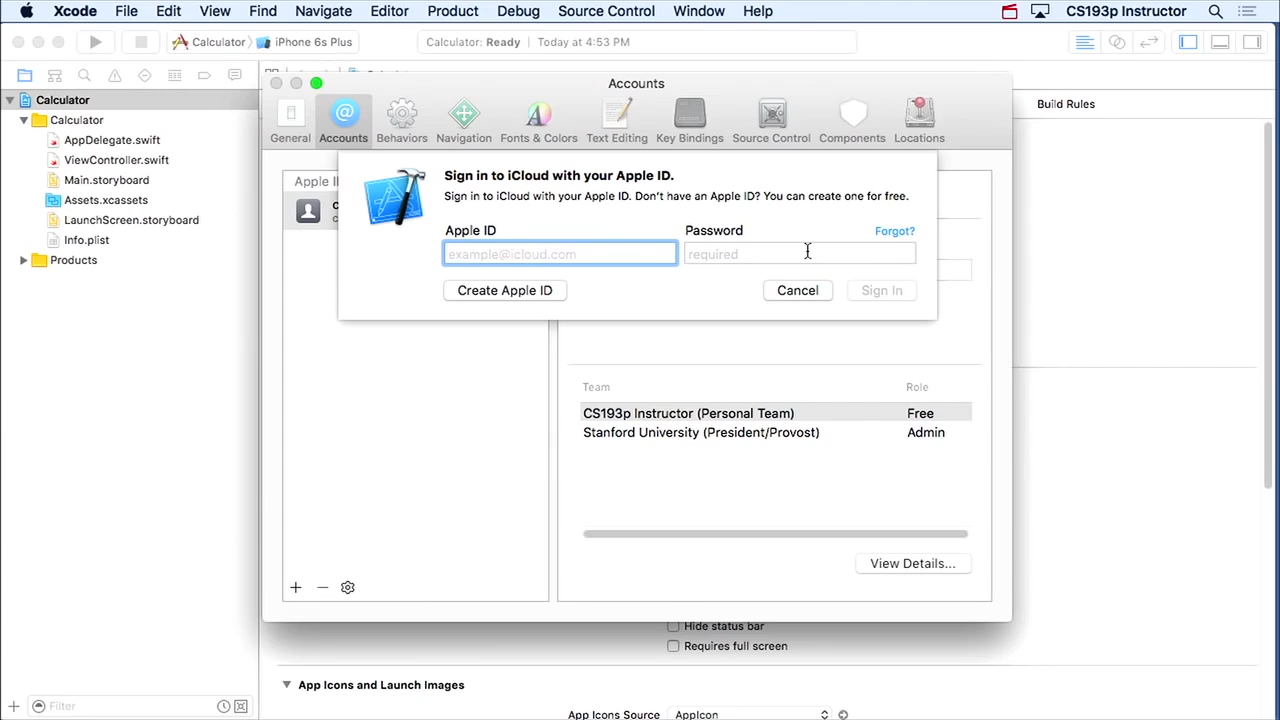 Xcode File Edit View Find Navigate Editor Product Debug Source Control Window Help CS193p Instructor
Calculator iPhone 6s Plus Calculator: Ready Today at 4:53 PM
Calculator
Calculator
AppDelegate.swift
ViewController.swift
Main.storyboard
Assets.xcassets
LaunchScreen.storyboard
Info.plist
Products
Filter
Accounts
General Accounts Behaviors Navigation Fonts & Colors Text Editing Key Bindings Source Control Components Locations
Build Rules
Sign in to iCloud with your Apple ID.
Sign in to iCloud with your Apple ID. Don't have an Apple ID? You can create one for free.
Apple ID Password Forgot?
example@icloud.com required
Create Apple ID Cancel Sign In
Team Role
CS193p Instructor (Personal Team) Free
Stanford University (President/Provost) Admin
View Details...
Hide status bar
Requires full screen
App Icons and Launch Images
App Icons Source AppIcon